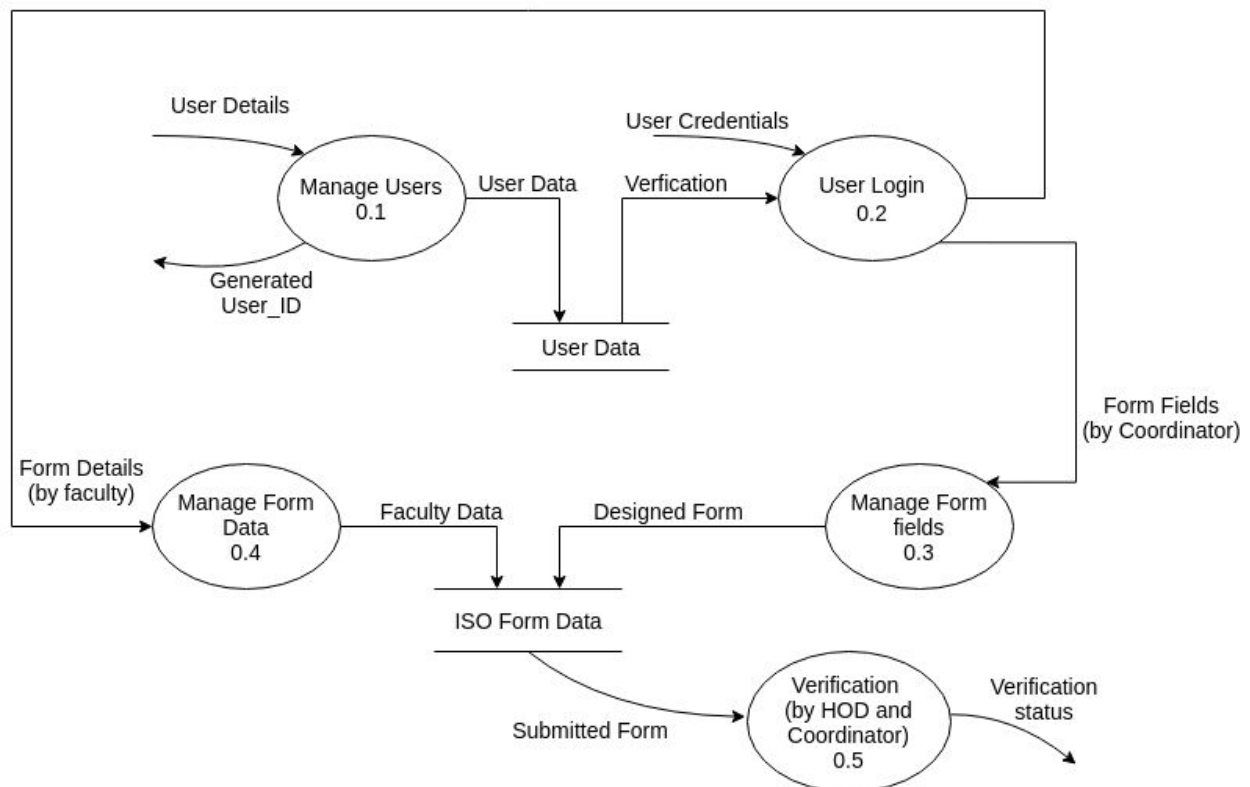 User Details
User Credentials
Manage Users
0.1
User Data
Verfication
User Login
0.2
Generated
User_ID
User Data
Form Fields
(by Coordinator)
Form Details
(by faculty)
Manage Form
Data
0.4
Faculty Data
Designed Form
Manage Form
fields
0.3
ISO Form Data
Submitted Form
Verification
(by HOD and
Coordinator)
0.5
Verification
status